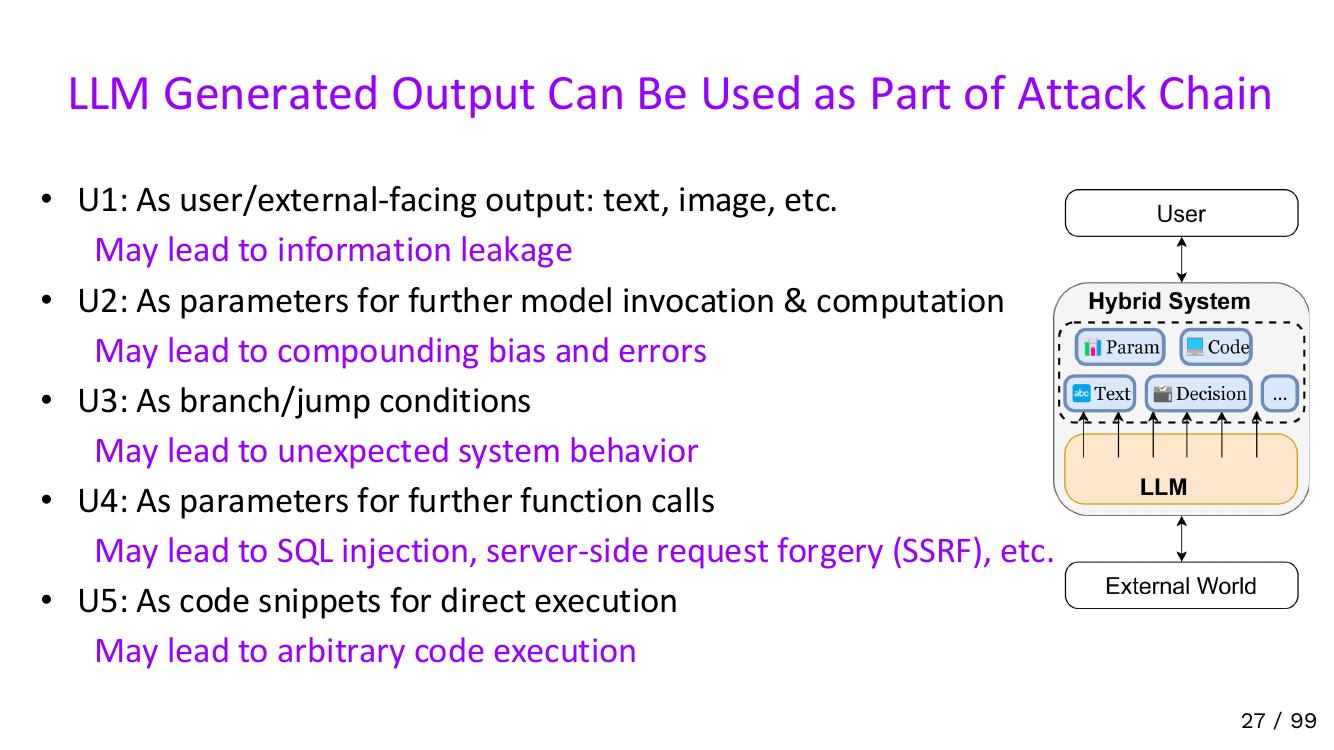 LLM Generated Output Can Be Used as Part of Attack Chain
• U1: As user/external-facing output: text, image, etc.
May lead to information leakage
• U2: As parameters for further model invocation & computation
May lead to compounding bias and errors
• U3: As branch/jump conditions
May lead to unexpected system behavior
• U4: As parameters for further function calls
May lead to SQL injection, server-side request forgery (SSRF), etc.
• U5: As code snippets for direct execution
May lead to arbitrary code execution
User
Hybrid System
Param
Code
abc Text
Decision
...
LLM
External World
27 / 99